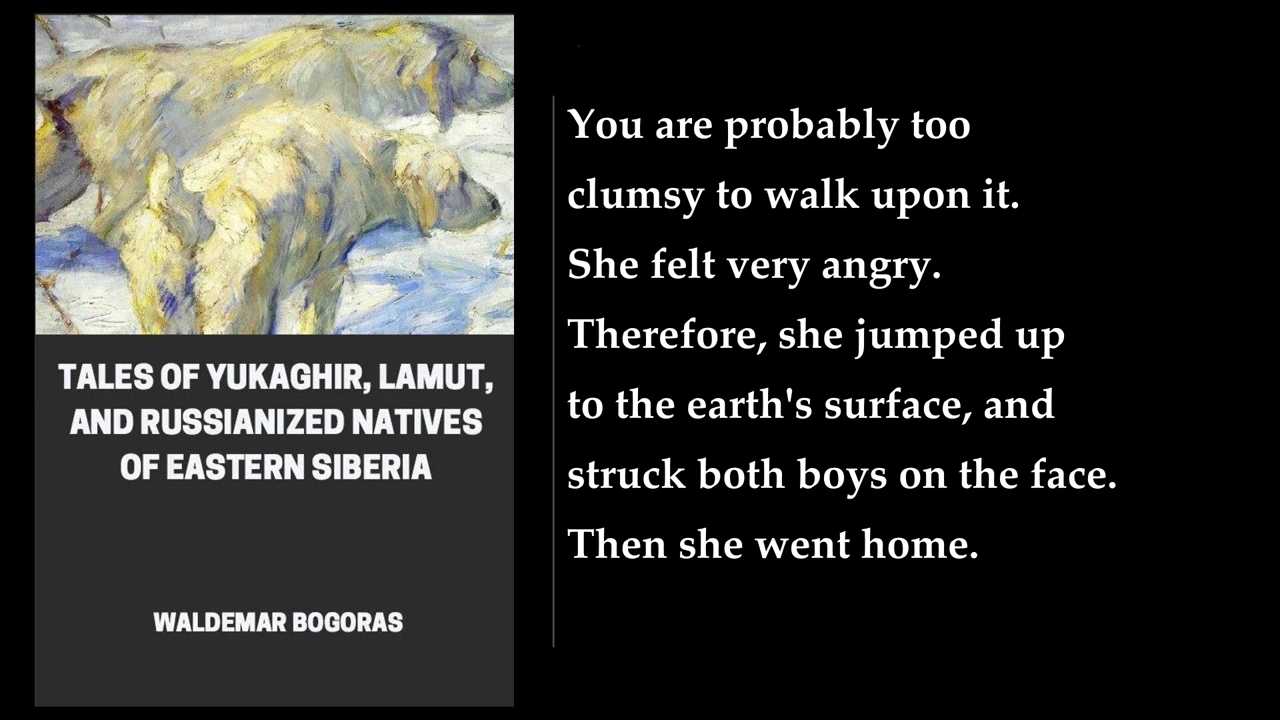 TALES OF YUKAGHIR, LAMUT,
AND RUSSIANIZED NATIVES
OF EASTERN SIBERIA
WALDEMAR BOGORAS
You are probably too
clumsy to walk upon it.
She felt very angry.
Therefore, she jumped up
to the earth's surface, and
struck both boys on the face.
Then she went home.